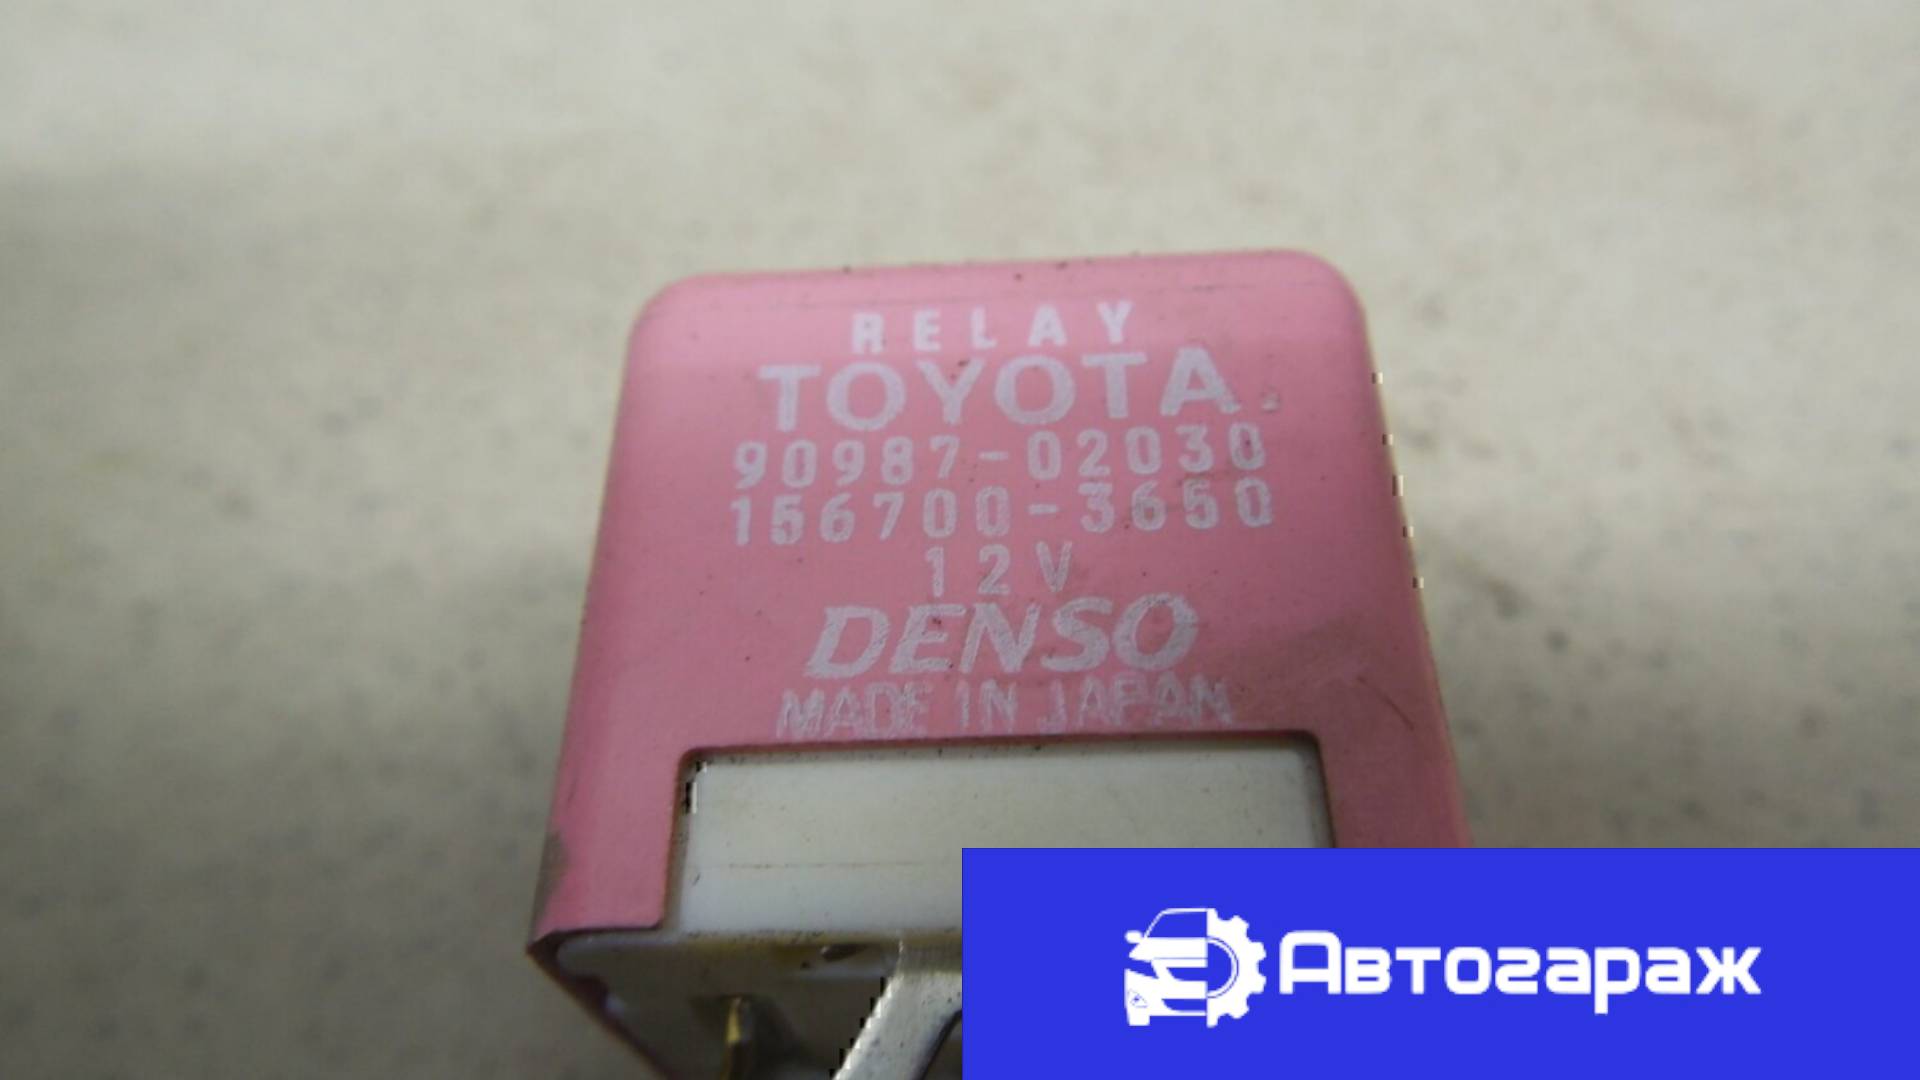 RELAY
TOYOTA
90987-02030
156700-3650
12V
DENSO
MADE IN JAPAN
Автогараж